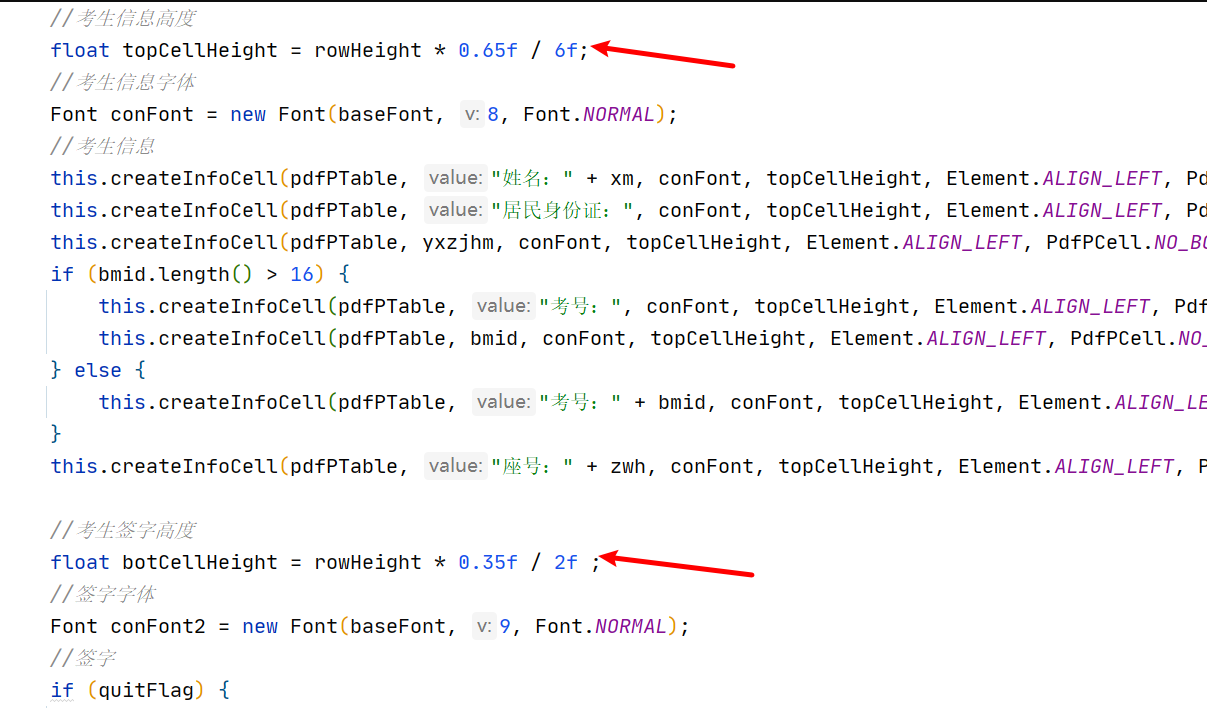 //考生信息高度
float topCellHeight = rowHeight * 0.65f / 6f;
//考生信息字体
Font conFont = new Font(baseFont, v: 8, Font.NORMAL);
//考生信息
this.createInfoCell(pdfPTable, value: "姓名：" + xm, conFont, topCellHeight, Element.ALIGN_LEFT, Pd
this.createInfoCell(pdfPTable, value: "居民身份证：", conFont, topCellHeight, Element.ALIGN_LEFT, Pd
this.createInfoCell(pdfPTable, yxzjhm, conFont, topCellHeight, Element.ALIGN_LEFT, PdfPCell.NO_BO
if (bmid.length() > 16) {
this.createInfoCell(pdfPTable, value: "考号：", conFont, topCellHeight, Element.ALIGN_LEFT, Pdf
this.createInfoCell(pdfPTable, bmid, conFont, topCellHeight, Element.ALIGN_LEFT, PdfPCell.NO_
} else {
this.createInfoCell(pdfPTable, value: "考号：" + bmid, conFont, topCellHeight, Element.ALIGN_LE
}
this.createInfoCell(pdfPTable, value: "座号：" + zwh, conFont, topCellHeight, Element.ALIGN_LEFT, P
//考生签字高度
float botCellHeight = rowHeight * 0.35f / 2f ;
//签字字体
Font conFont2 = new Font(baseFont, v: 9, Font.NORMAL);
//签字
if (quitFlag) {